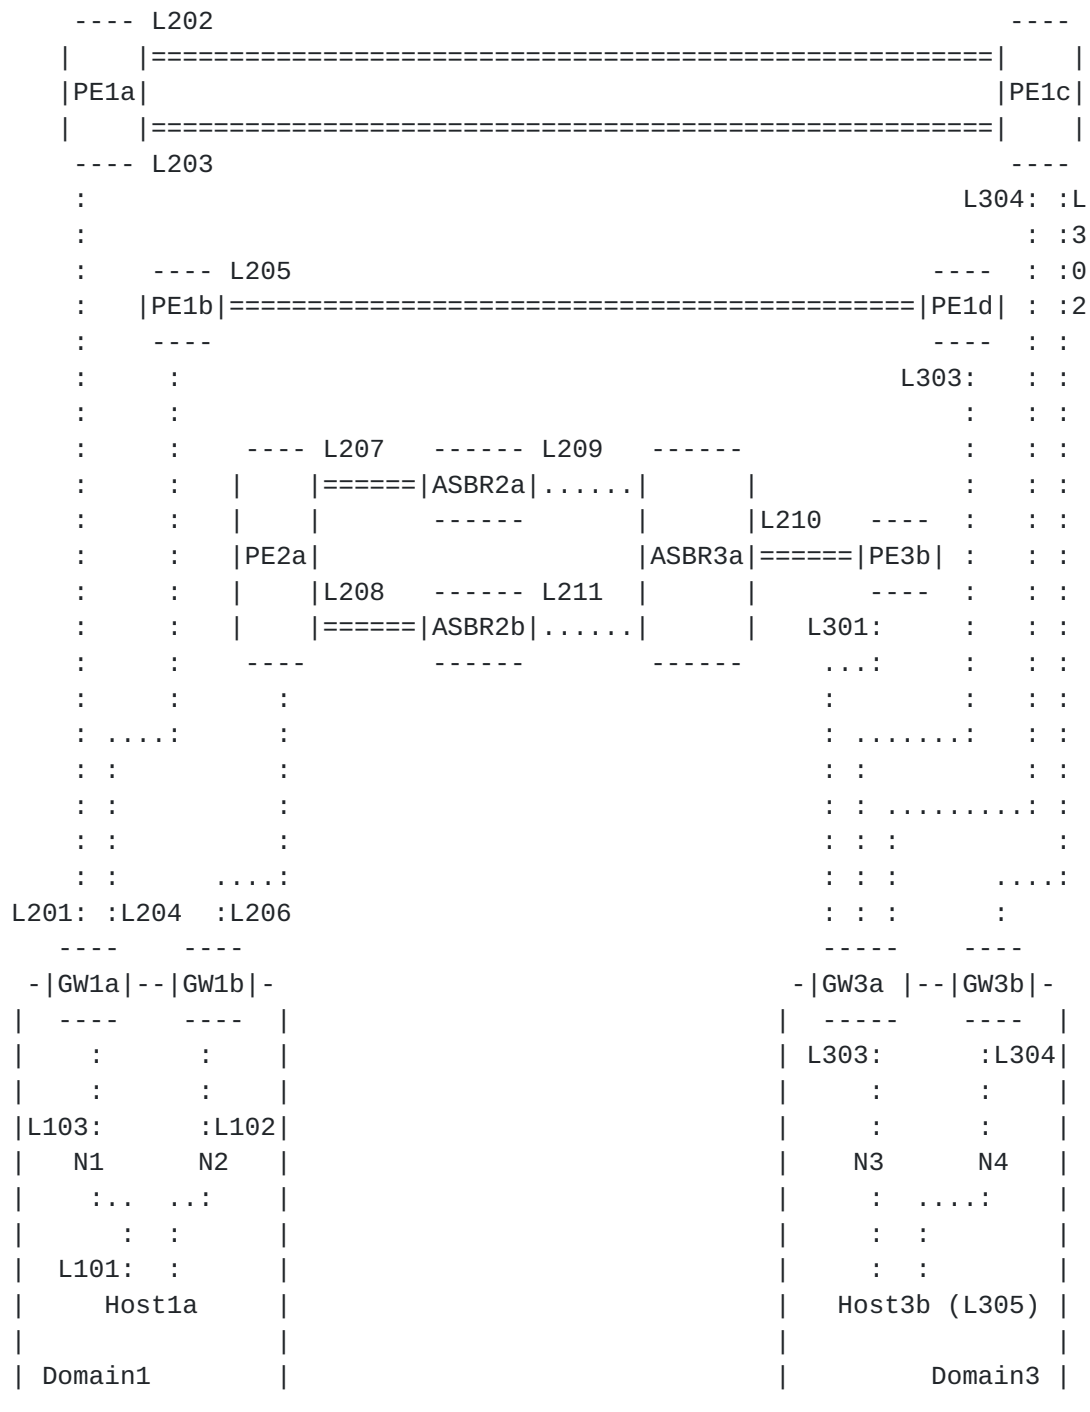 ---- L202                                                   ----
|    |======================================================|    |
|PE1a|                                                      |PE1c|
|    |======================================================|    |
---- L203                                                   ----
:                                                        L304: :L
:                                                            : :3
:    ---- L205                                         ----  : :0
:   |PE1b|============================================|PE1d| : :2
:    ----                                              ----  : :
:     :                                              L303:   : :
:     :                                                  :   : :
:     :    ---- L207   ------ L209   ------              :   : :
:     :   |    |======|ASBR2a|......|      |             :   : :
:     :   |    |       ------       |      |L210   ----  :   : :
:     :   |PE2a|                    |ASBR3a|======|PE3b| :   : :
:     :   |    |L208   ------ L211  |      |       ----  :   : :
:     :   |    |======|ASBR2b|......|      |   L301:     :   : :
:     :    ----        ------        ------     ...:     :   : :
:     :      :                                  :        :   : :
: ....:      :                                  : .......:   : :
: :          :                                  : :          : :
: :          :                                  : : .........: :
: :          :                                  : : :          :
: :      ....:                                  : : :      ....:
L201: :L204  :L206                                  : : :      :
----    ----                                     -----    ----
-|GW1a|--|GW1b|-                                 -|GW3a |--|GW3b|-
|  ----    ----  |                               |  -----    ----  |
|    :      :    |                               | L303:      :L304|
|    :      :    |                               |     :      :    |
|L103:      :L102|                               |     :      :    |
|   N1      N2   |                               |    N3      N4   |
|    :..  ..:    |                               |     :  ....:    |
|      :  :      |                               |     :  :        |
|  L101:  :      |                               |     :  :        |
|     Host1a     |                               |   Host3b (L305) |
|                |                               |                 |
| Domain1        |                               |         Domain3 |